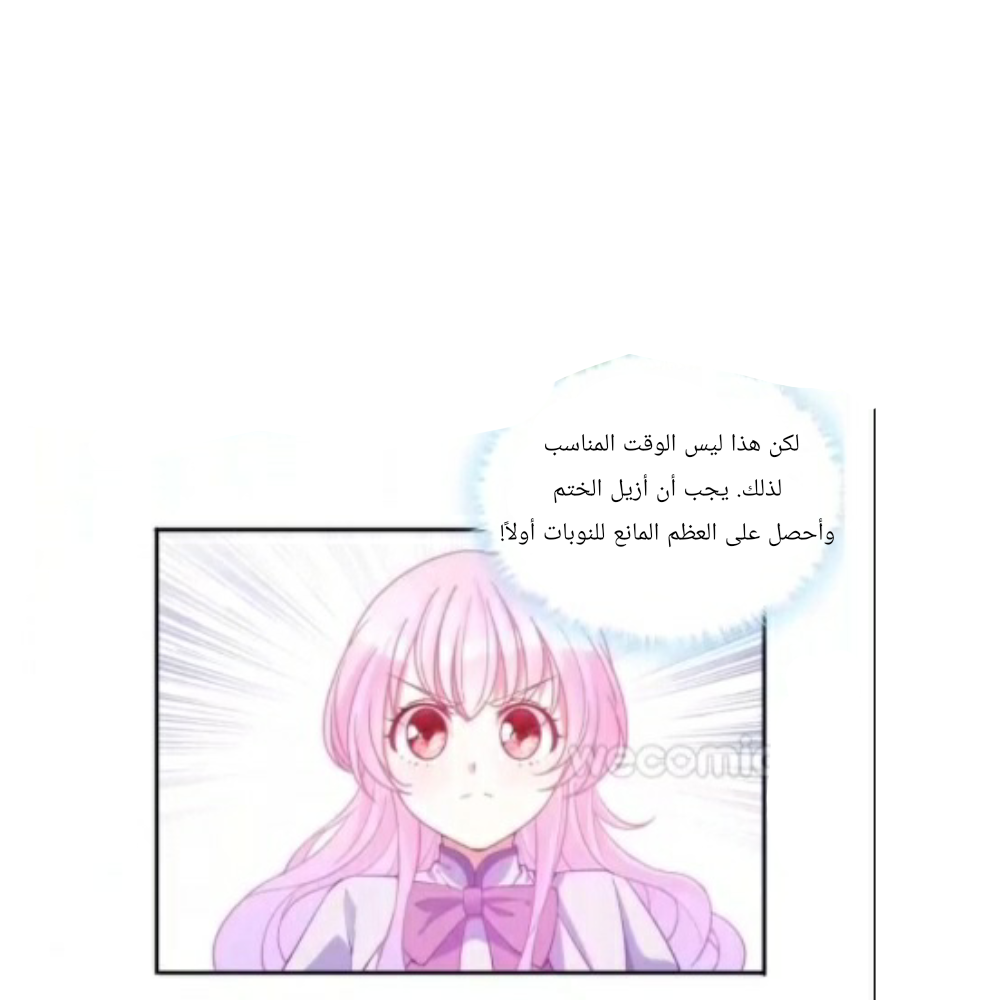 لكن هذا ليس الوقت المناسب
لذلك. يجب أن أزيل الختم
وأحصل على العظم المانع للنوبات أولاً!
wecomic